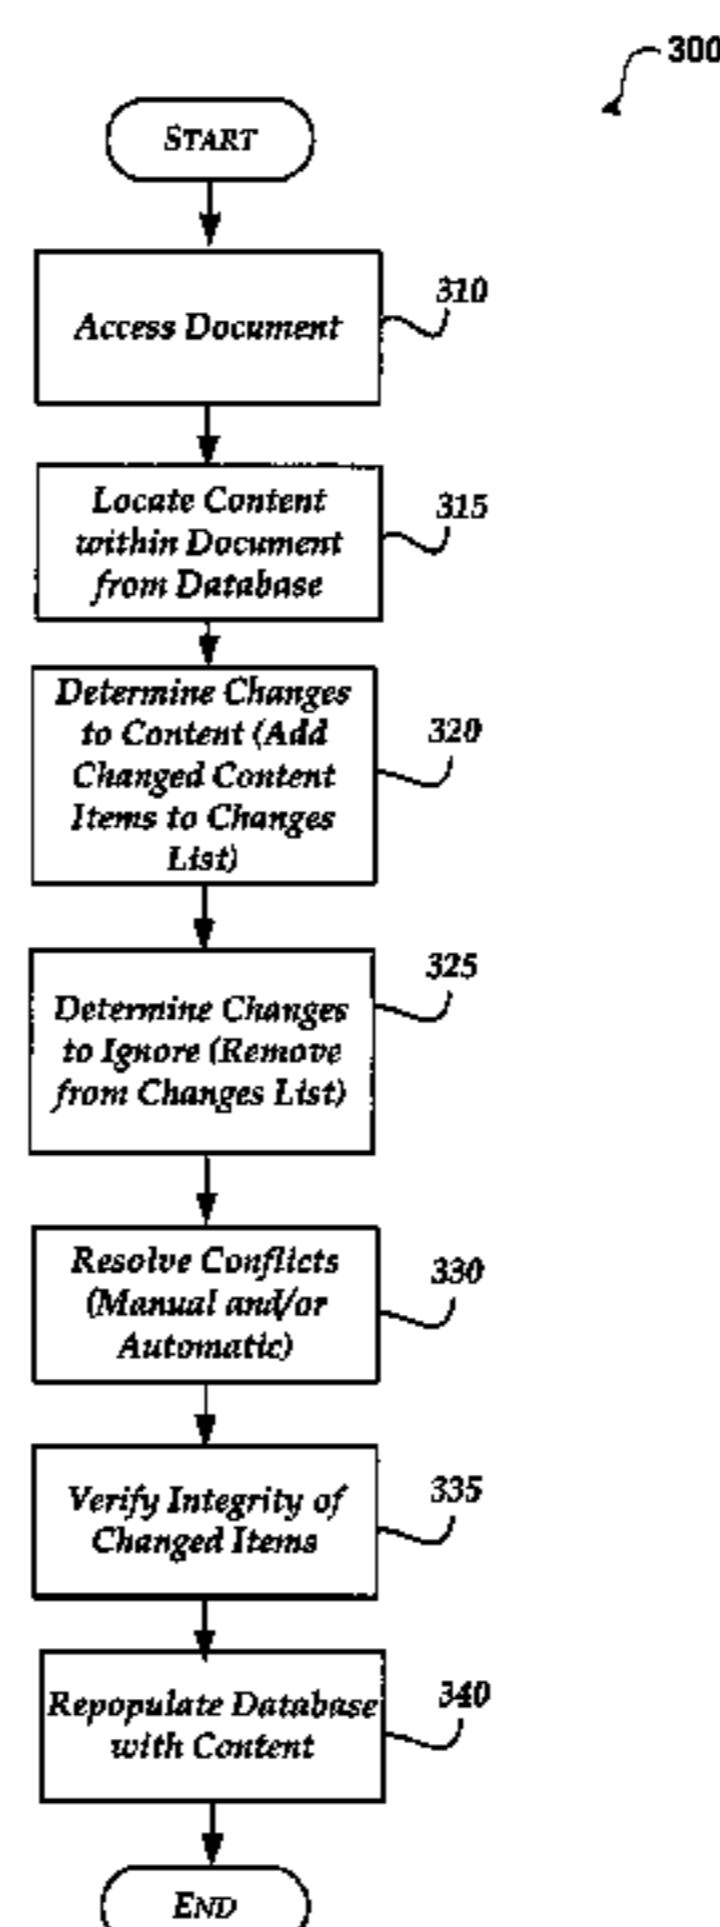 300
START
Access Document
310
Locate Content
within Document
from Database
315
Determine Changes
to Content (Add
Changed Content
Items to Changes
List)
320
Determine Changes
to Ignore (Remove
from Changes List)
325
Resolve Conflicts
(Manual and/or
Automatic)
330
Verify Integrity of
Changed Items
335
Repopulate Database
with Content
340
END